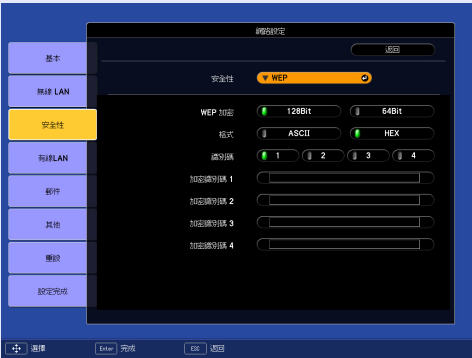 網路設定
返回
基本
無線 LAN
安全性
有線LAN
郵件
其他
重設
設定完成
安全性 WEP
WEP 加密 128Bit 64Bit
格式 ASCII HEX
識別碼 1 2 3 4
加密識別碼 1
加密識別碼 2
加密識別碼 3
加密識別碼 4
選擇 Enter 完成 ESC 返回